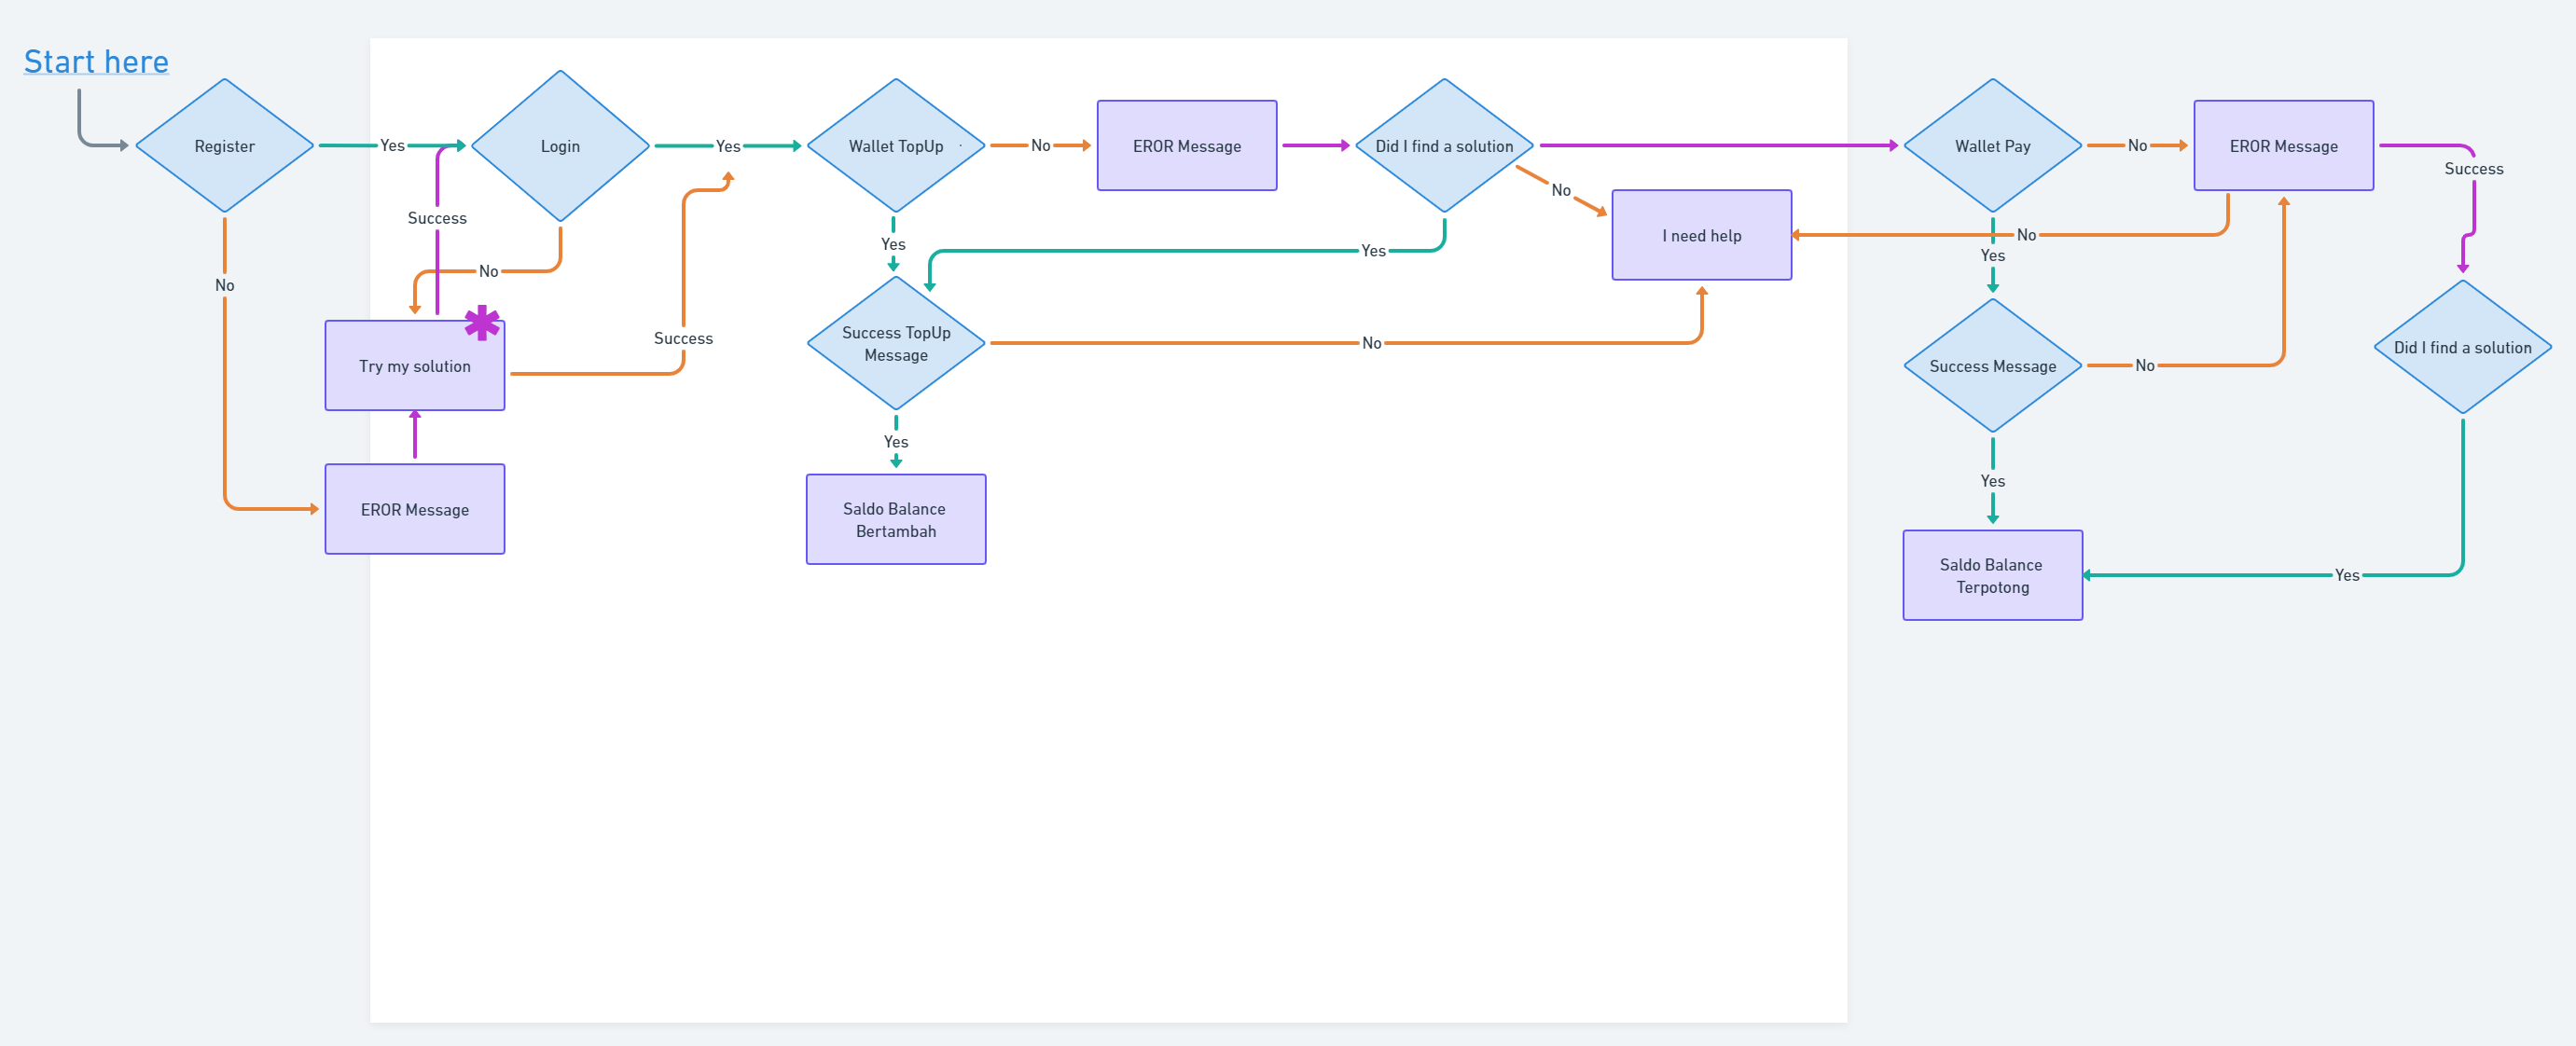 Start here
Register
Yes
Login
Yes
Wallet TopUp
No
EROR Message
Did I find a solution
Wallet Pay
No
EROR Message
Success
No
I need help
Success
Yes
Yes
No
Yes
No
No
Success TopUp
Message
No
Success
Try my solution
Success Message
No
Did I find a solution
Yes
Yes
EROR Message
Saldo Balance
Bertambah
Saldo Balance
Terpotong
Yes